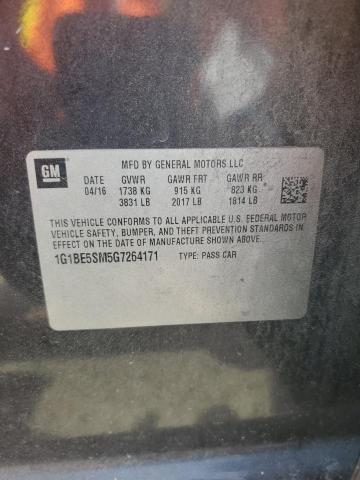 GM
MFD BY GENERAL MOTORS LLC
DATE GVWR GAWR FRT GAWR RR
04/16 1738 KG 915 KG 823 KG
3831 LB 2017 LB 1814 LB
THIS VEHICLE CONFORMS TO ALL APPLICABLE U.S. FEDERAL MOTOR
VEHICLE SAFETY, BUMPER, AND THEFT PREVENTION STANDARDS
IN EFFECT ON THE DATE OF MANUFACTURE SHOWN ABOVE.
1G1BE5SM5G7264171 TYPE: PASS CAR